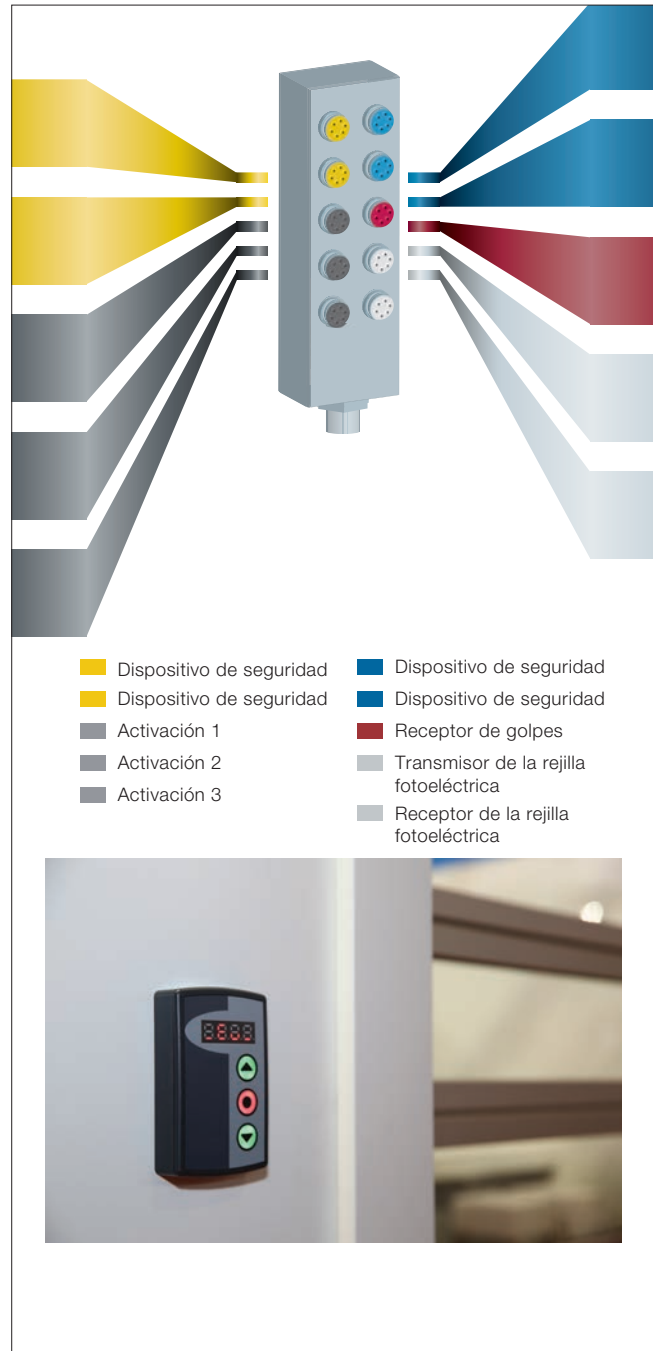 Dispositivo de seguridad
Dispositivo de seguridad
Activación 1
Activación 2
Activación 3
Dispositivo de seguridad
Dispositivo de seguridad
Receptor de golpes
Transmisor de la rejilla
fotoeléctrica
Receptor de la rejilla
fotoeléctrica